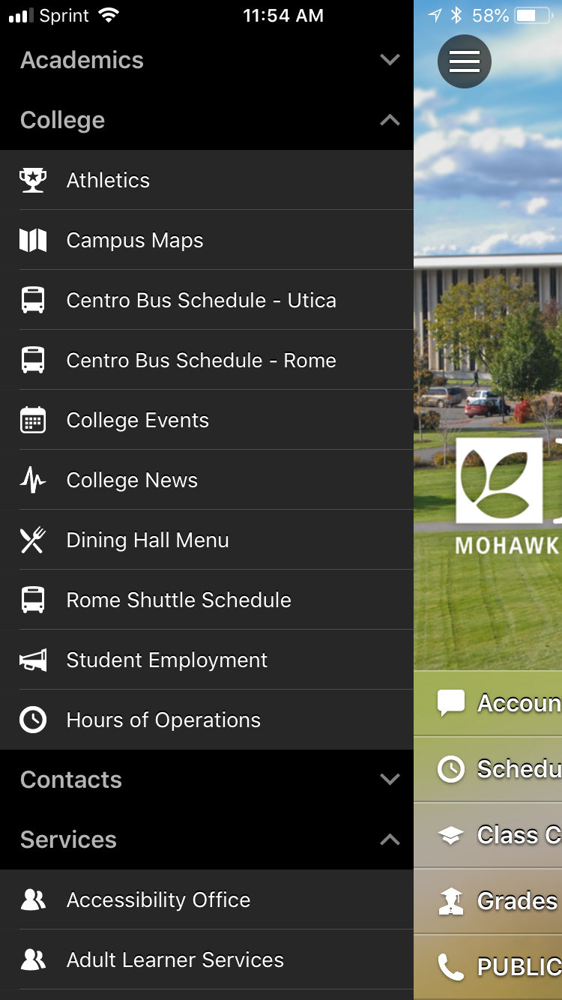 Sprint 11:54 AM 58%
Academics
College
Athletics
Campus Maps
Centro Bus Schedule - Utica
Centro Bus Schedule - Rome
College Events
College News
Dining Hall Menu
Rome Shuttle Schedule
Student Employment
Hours of Operations
Contacts
Services
Accessibility Office
Adult Learner Services
MOHAWK
Accoun
Schedu
Class C
Grades
PUBLIC